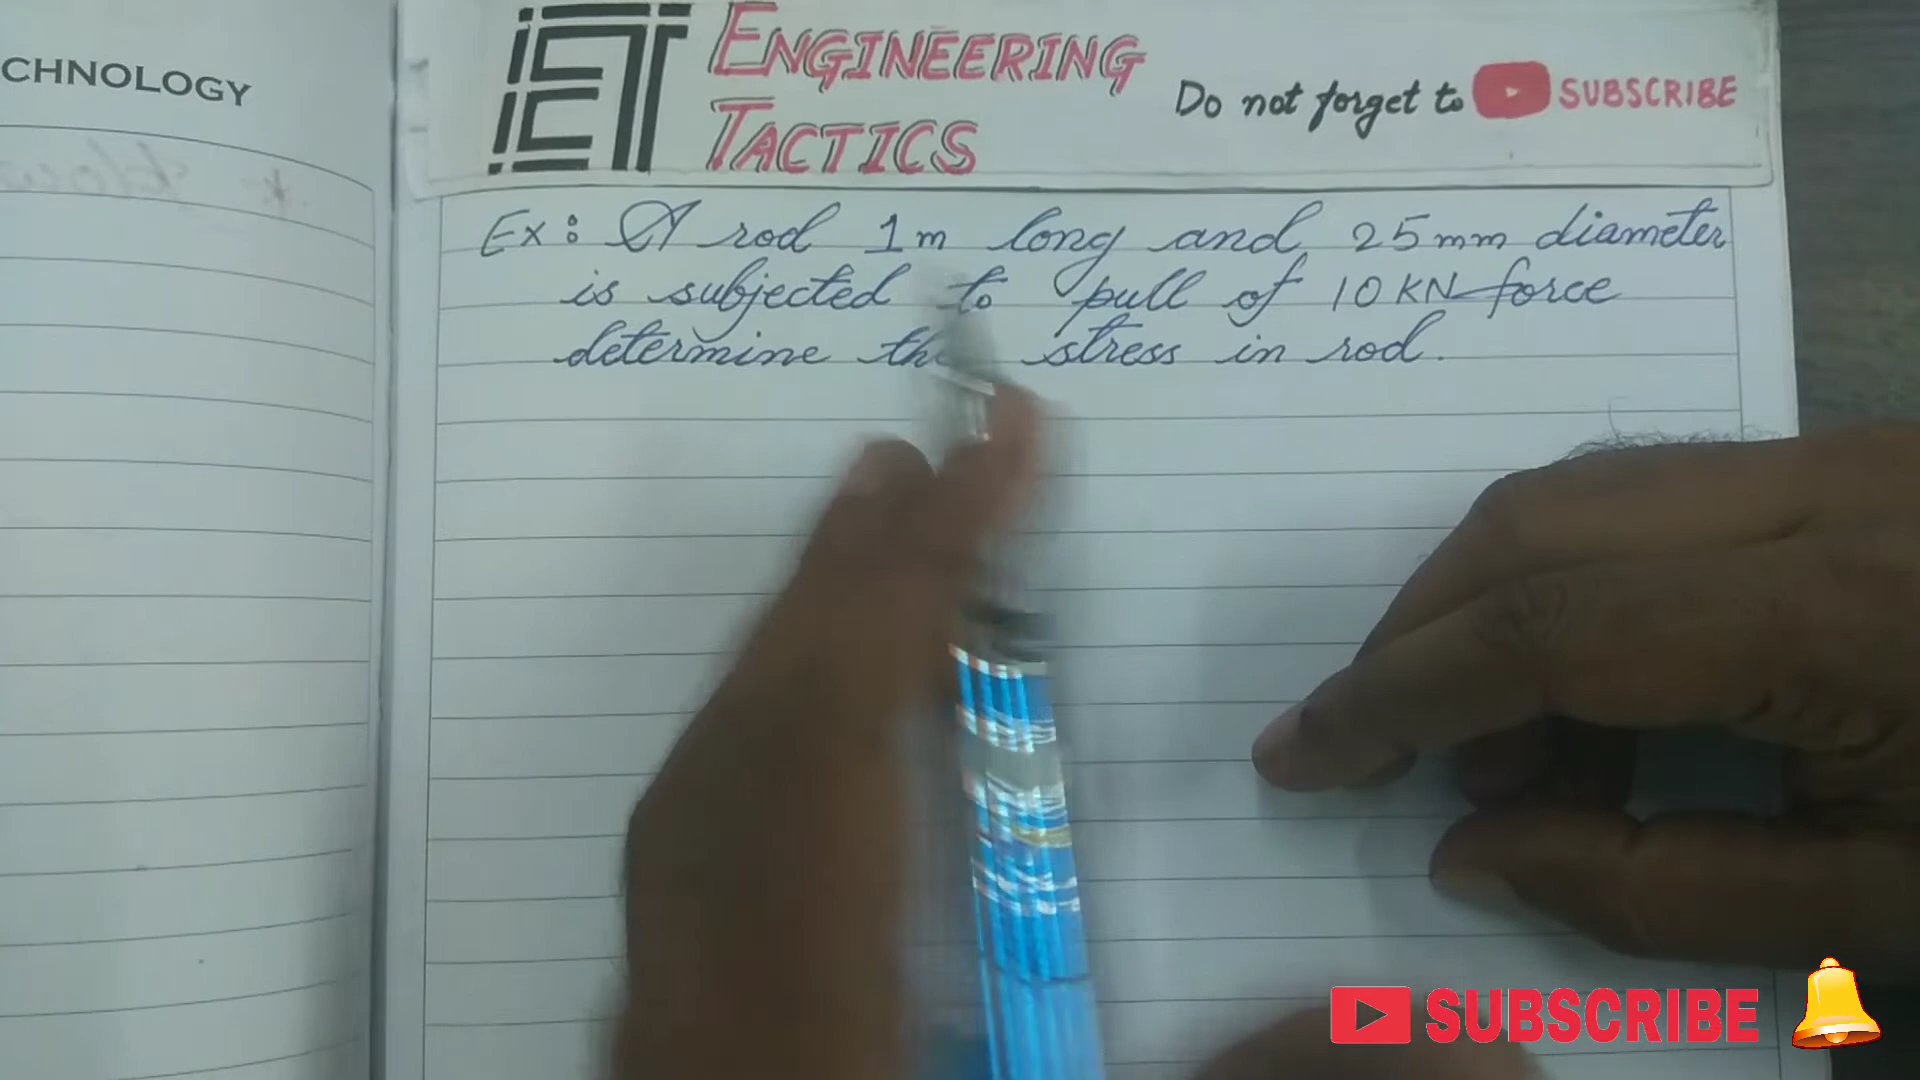 CHNOLOGY
ET ENGINEERING
TACTICS
Do not forget to SUBSCRIBE
Ex: A rod 1m long and 25mm diameter
is subjected to pull of 10 KN force
determine the stress in rod.
SUBSCRIBE